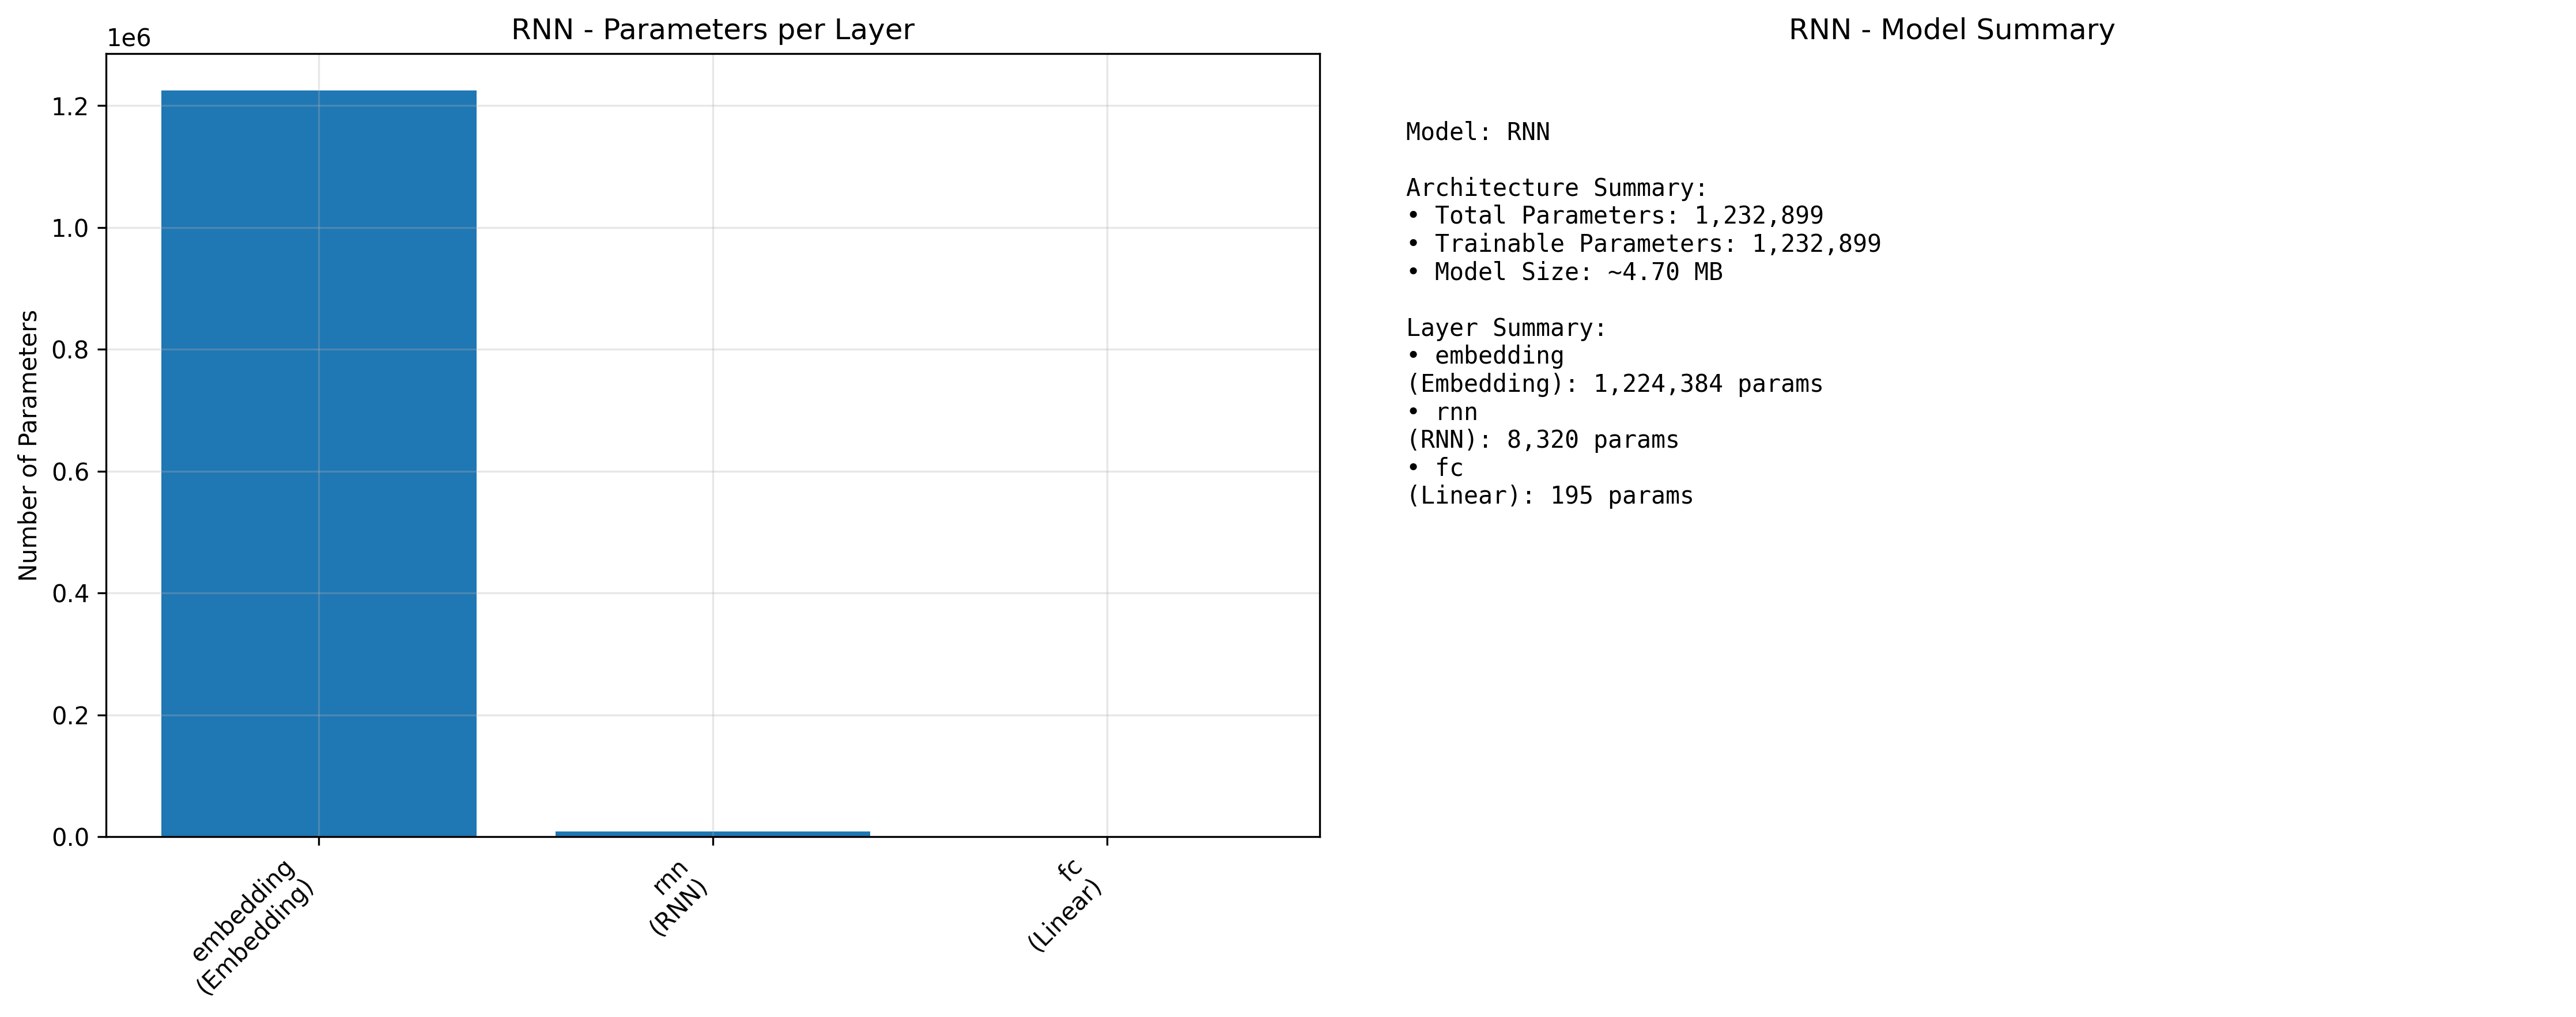 RNN - Parameters per Layer
1e6
1.2
1.0
0.8
0.6
0.4
0.2
0.0
Number of Parameters
embedding
(Embedding)
rnn
(RNN)
fc
(Linear)
RNN - Model Summary
Model: RNN
Architecture Summary:
• Total Parameters: 1,232,899
• Trainable Parameters: 1,232,899
• Model Size: ~4.70 MB
Layer Summary:
• embedding
(Embedding): 1,224,384 params
• rnn
(RNN): 8,320 params
• fc
(Linear): 195 params